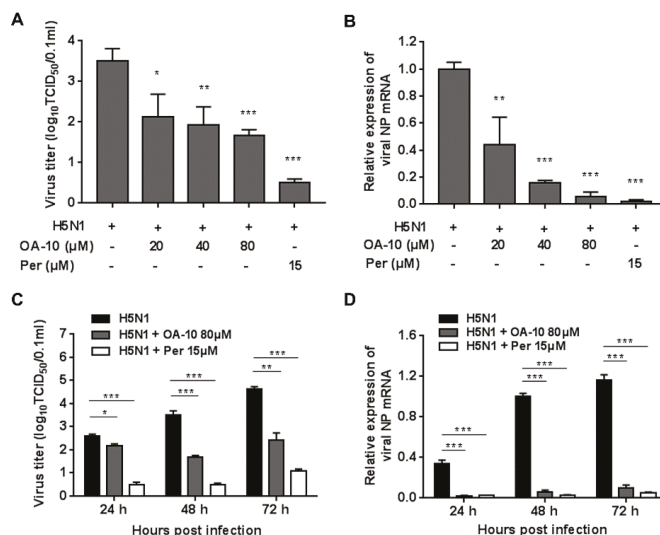 A
Virus titer (log10TCID50/0.1ml)
4
3
2
1
0
*
**
***
***
H5N1 + + + + +
OA-10 (µM) - 20 40 80 -
Per (µM) - - - - 15
B
Relative expression of
viral NP mRNA
1.2
1.0
0.8
0.6
0.4
0.2
0.0
**
***
***
***
H5N1 + + + + +
OA-10 (µM) - 20 40 80 -
Per (µM) - - - - 15
C
H5N1
H5N1 + OA-10 80µM
H5N1 + Per 15µM
Virus titer (log10TCID50/0.1ml)
7
6
5
4
3
2
1
0
***
*
***
***
***
**
24 h 48 h 72 h
Hours post infection
D
H5N1
H5N1 + OA-10 80µM
H5N1 + Per 15µM
Relative expression of
viral NP mRNA
1.6
1.2
0.8
0.4
0.0
***
***
***
***
***
***
24 h 48 h 72 h
Hours post infection